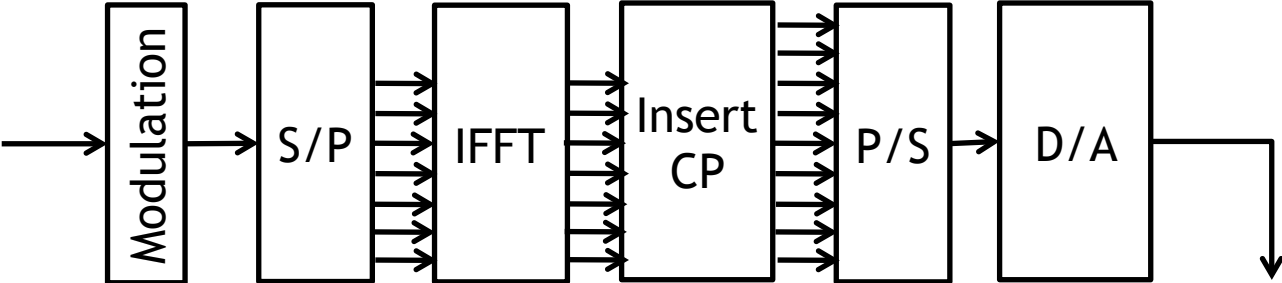 Modulation
S/P
IFFT
Insert
CP
P/S
D/A